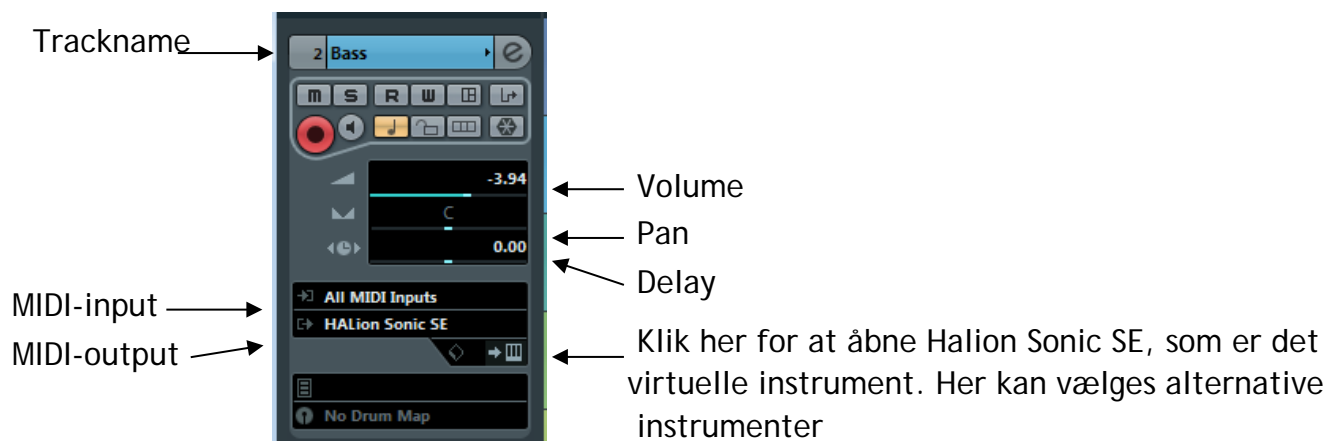 Trackname
2 Bass
m S R W
-3.94
Volume
C
Pan
0.00
Delay
All MIDI Inputs
MIDI-input
HALion Sonic SE
MIDI-output
Klik her for at åbne Halion Sonic SE, som er det
virtuelle instrument. Her kan vælges alternative
instrumenter
No Drum Map